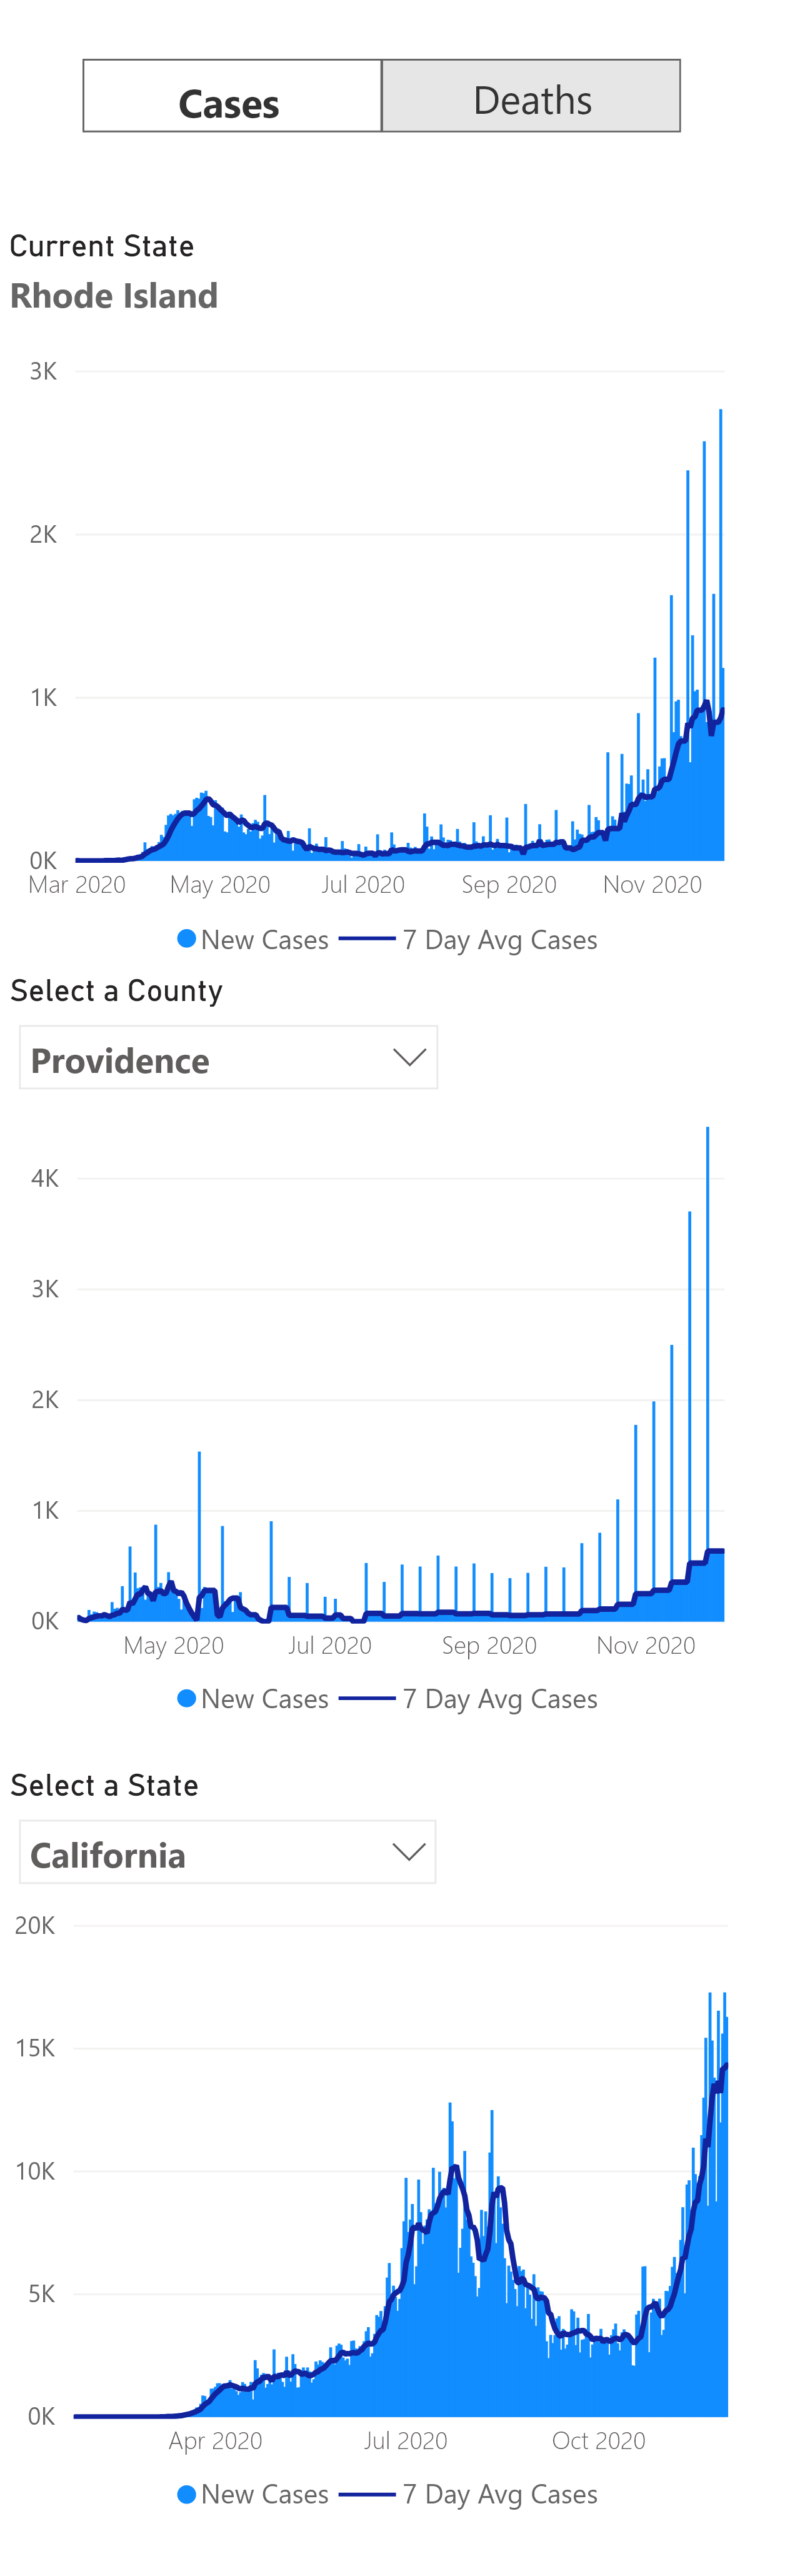 Cases Deaths
Current State
Rhode Island
3K
2K
1K
0K
Mar 2020 May 2020 Jul 2020 Sep 2020 Nov 2020
New Cases 7 Day Avg Cases
Select a County
Providence
4K
3K
2K
1K
0K
May 2020 Jul 2020 Sep 2020 Nov 2020
New Cases 7 Day Avg Cases
Select a State
California
20K
15K
10K
5K
0K
Apr 2020 Jul 2020 Oct 2020
New Cases 7 Day Avg Cases